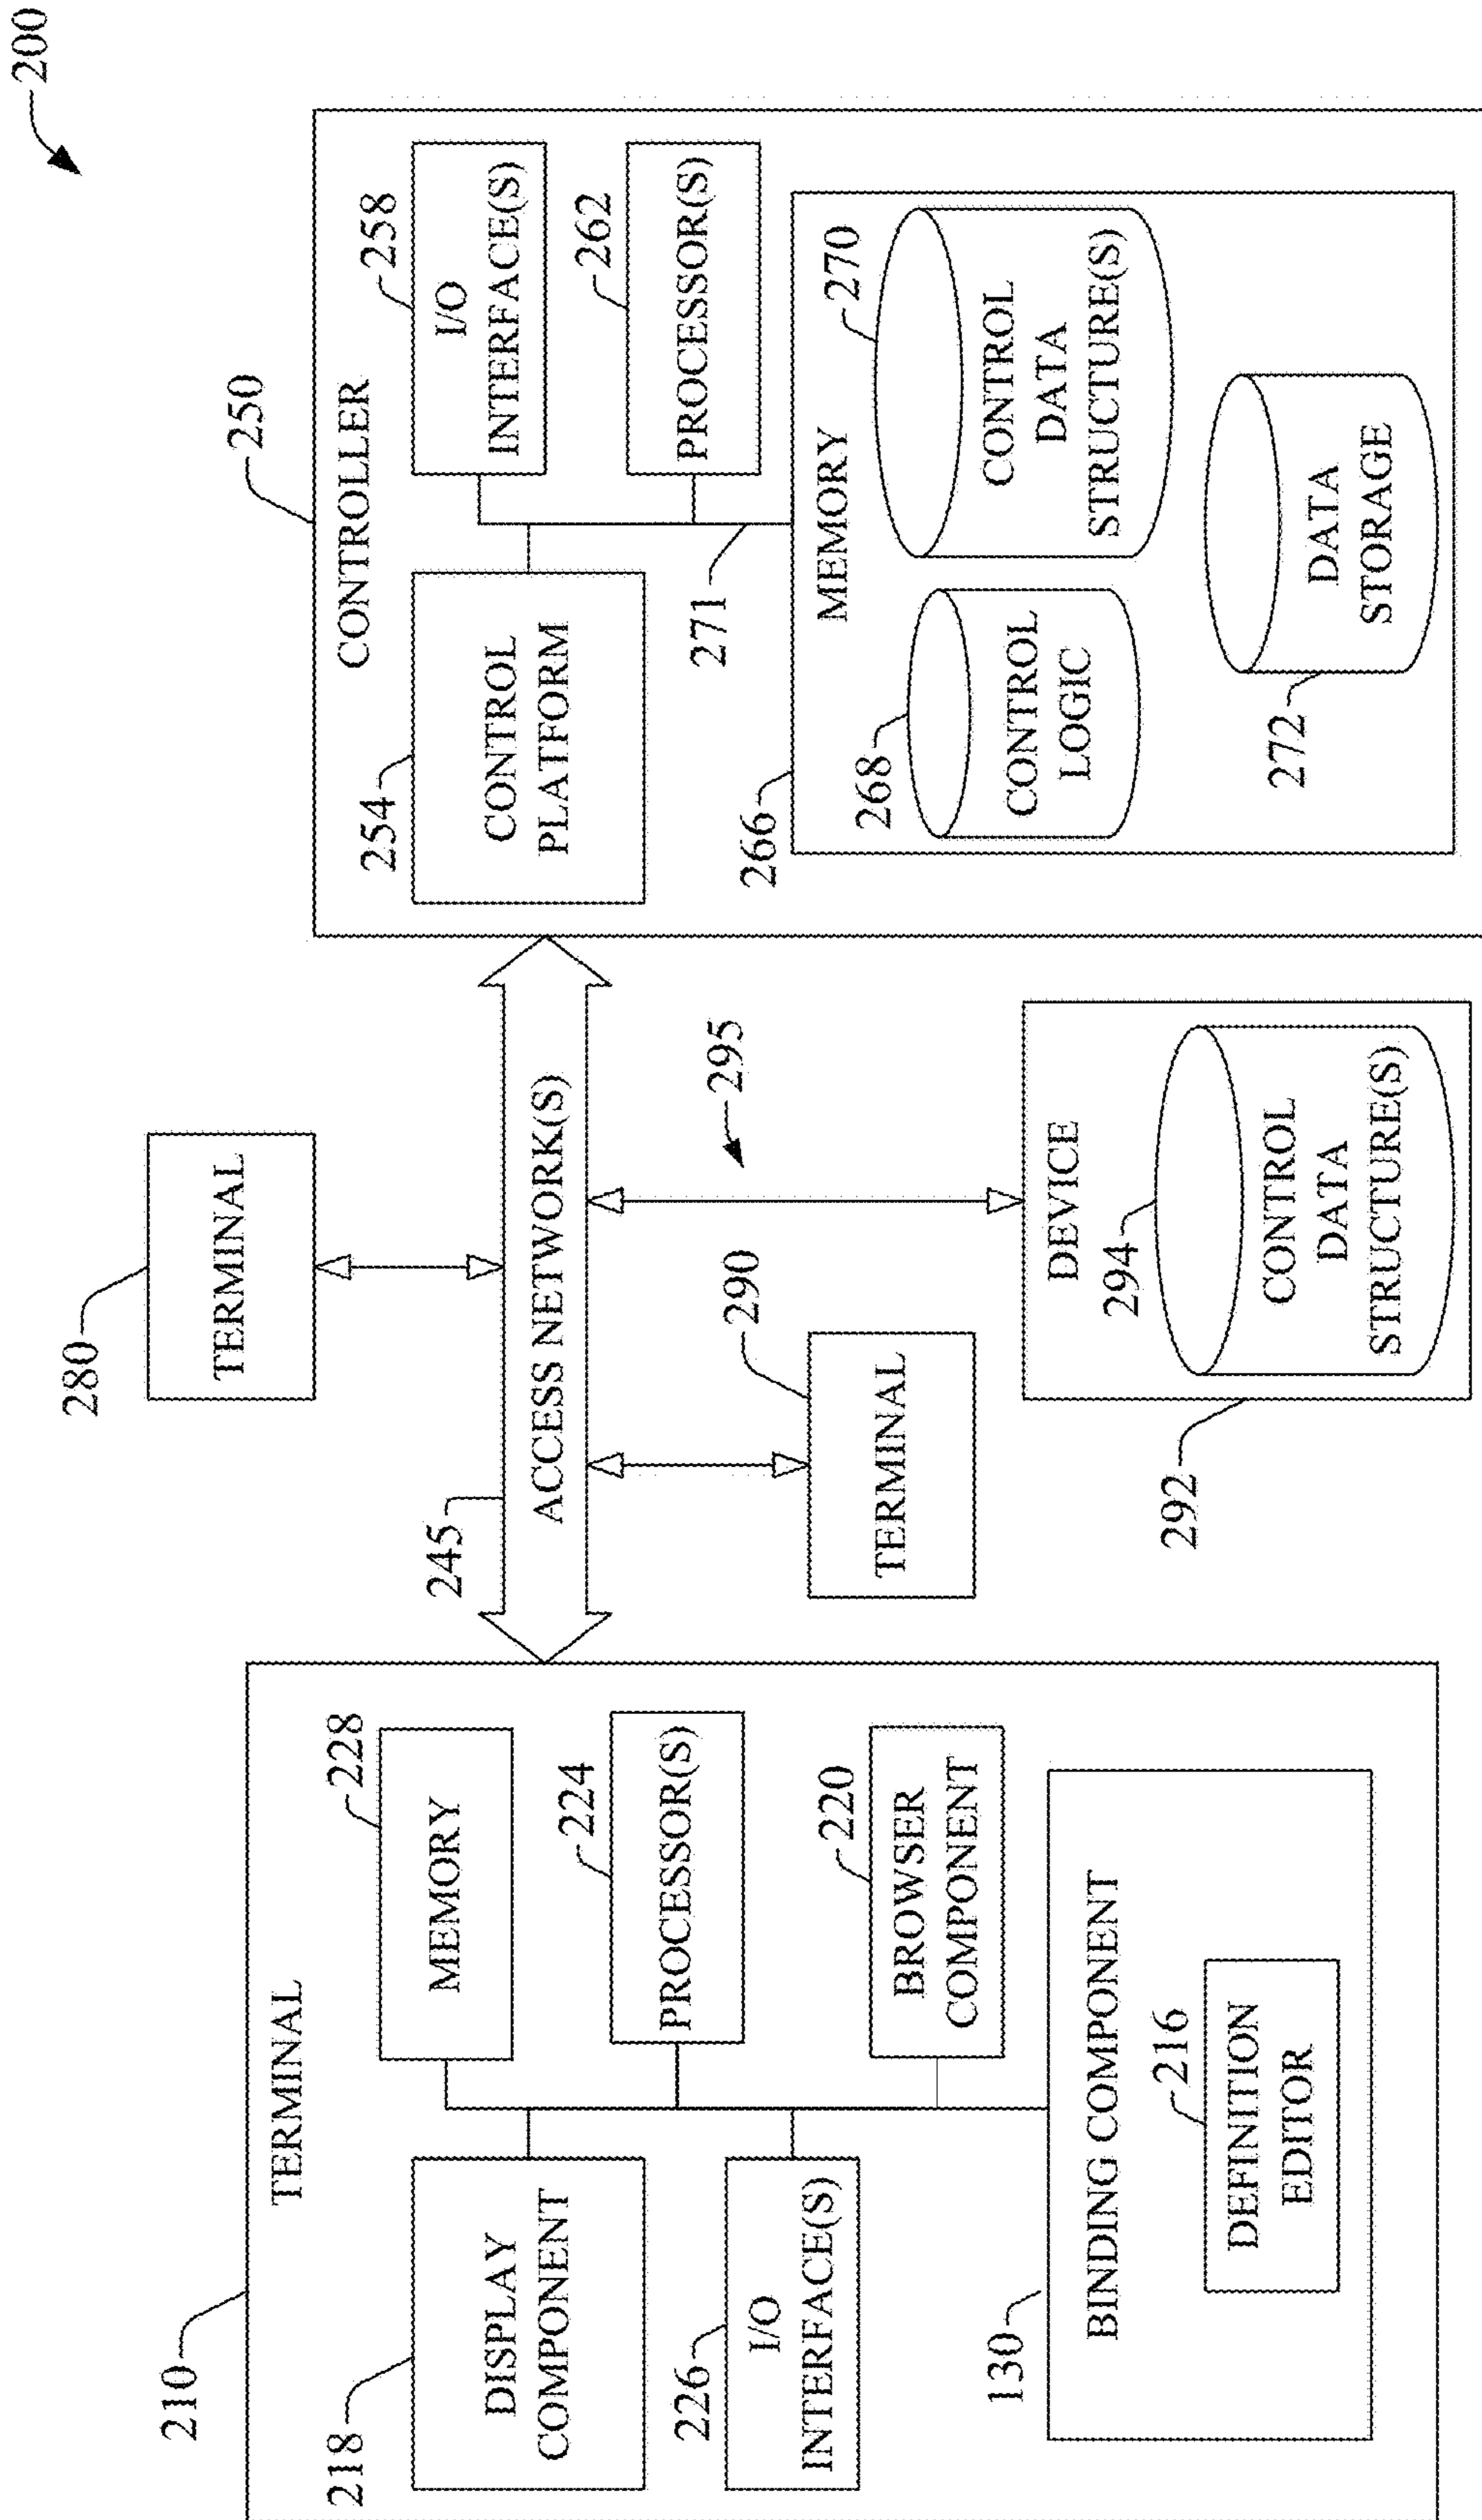 200
210
TERMINAL
218
DISPLAY
COMPONENT
228
MEMORY
226
I/O
INTERFACE(S)
224
PROCESSOR(S)
220
BROWSER
COMPONENT
130
BINDING COMPONENT
216
DEFINITION
EDITOR
280
TERMINAL
245
ACCESS NETWORK(S)
290
TERMINAL
295
292
DEVICE
294
CONTROL
DATA
STRUCTURE(S)
250
CONTROLLER
254
CONTROL
PLATFORM
258
I/O
INTERFACE(S)
262
PROCESSOR(S)
271
266
MEMORY
268
CONTROL
LOGIC
270
CONTROL
DATA
STRUCTURE(S)
272
DATA
STORAGE